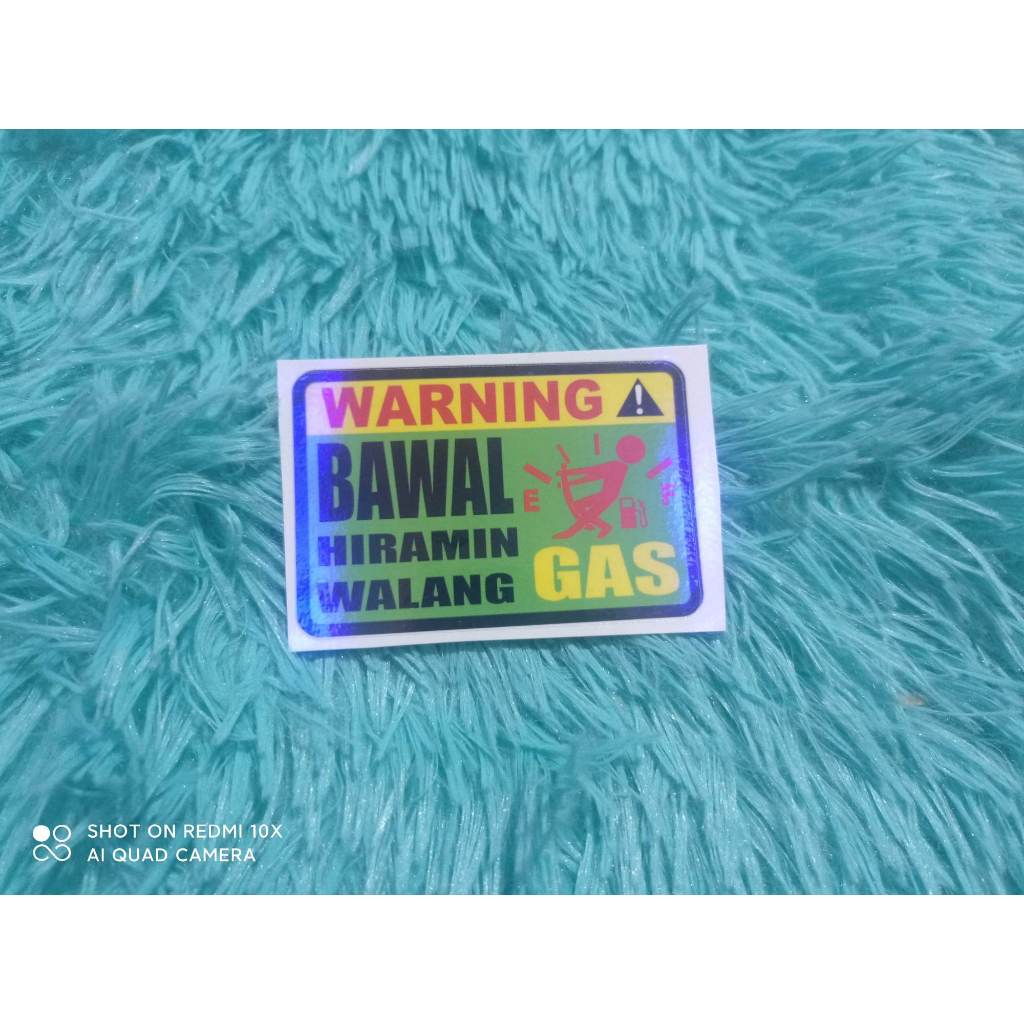 WARNING
BAWAL
HIRAMIN
WALANG
GAS
E
F
SHOT ON REDMI 10X
AI QUAD CAMERA